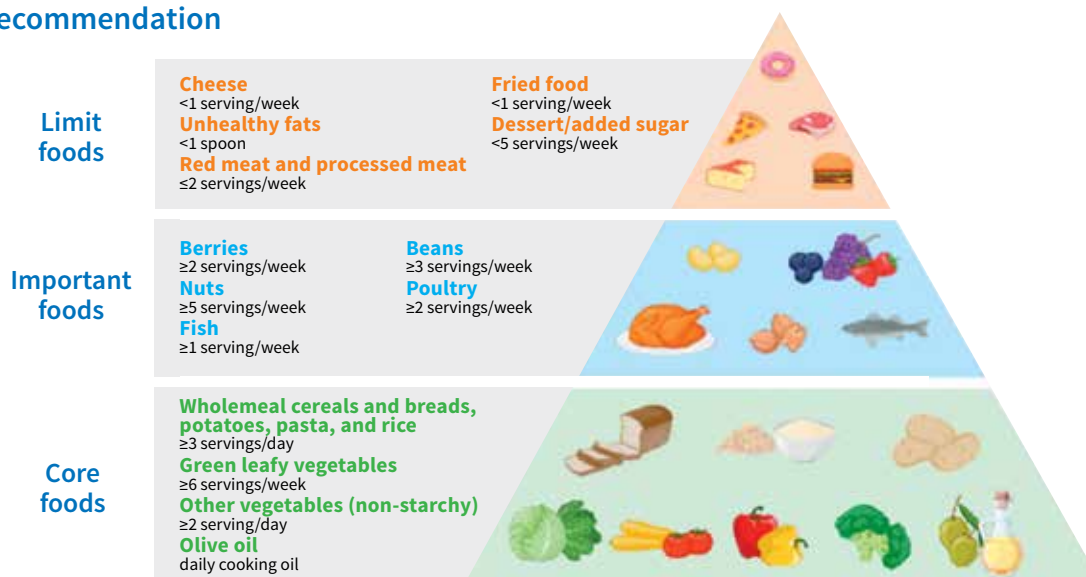 ecommendation
Limit
foods
Cheese
<1 serving/week
Unhealthy fats
<1 spoon
Red meat and processed meat
≤2 servings/week
Fried food
<1 serving/week
Dessert/added sugar
<5 servings/week
Important
foods
Berries
≥2 servings/week
Nuts
≥5 servings/week
Fish
≥1 serving/week
Beans
≥3 servings/week
Poultry
≥2 servings/week
Core
foods
Wholemeal cereals and breads,
potatoes, pasta, and rice
≥3 servings/day
Green leafy vegetables
≥6 servings/week
Other vegetables (non-starchy)
≥2 serving/day
Olive oil
daily cooking oil